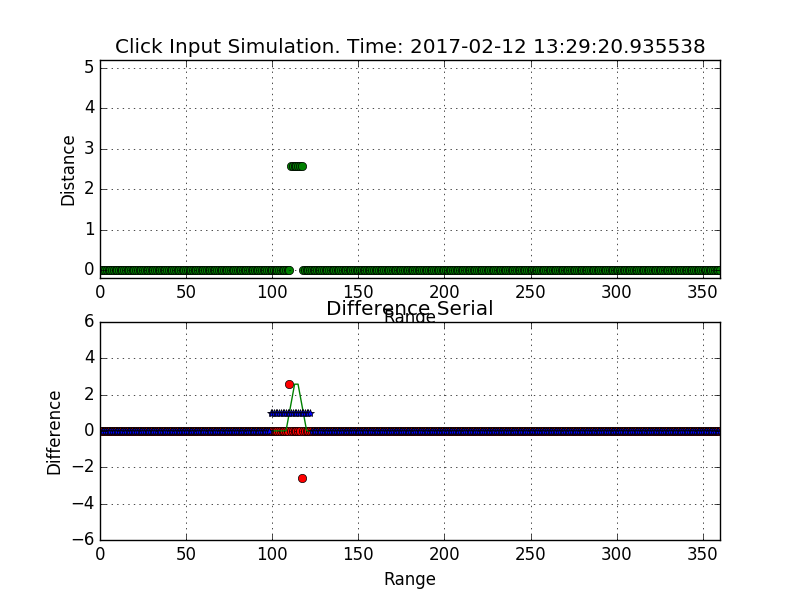 Click Input Simulation. Time: 2017-02-12 13:29:20.935538
5
4
3
2
1
0
Distance
0 50 100 150 200 250 300 350
Range
Difference Serial
6
4
2
0
−2
−4
−6
Difference
0 50 100 150 200 250 300 350
Range